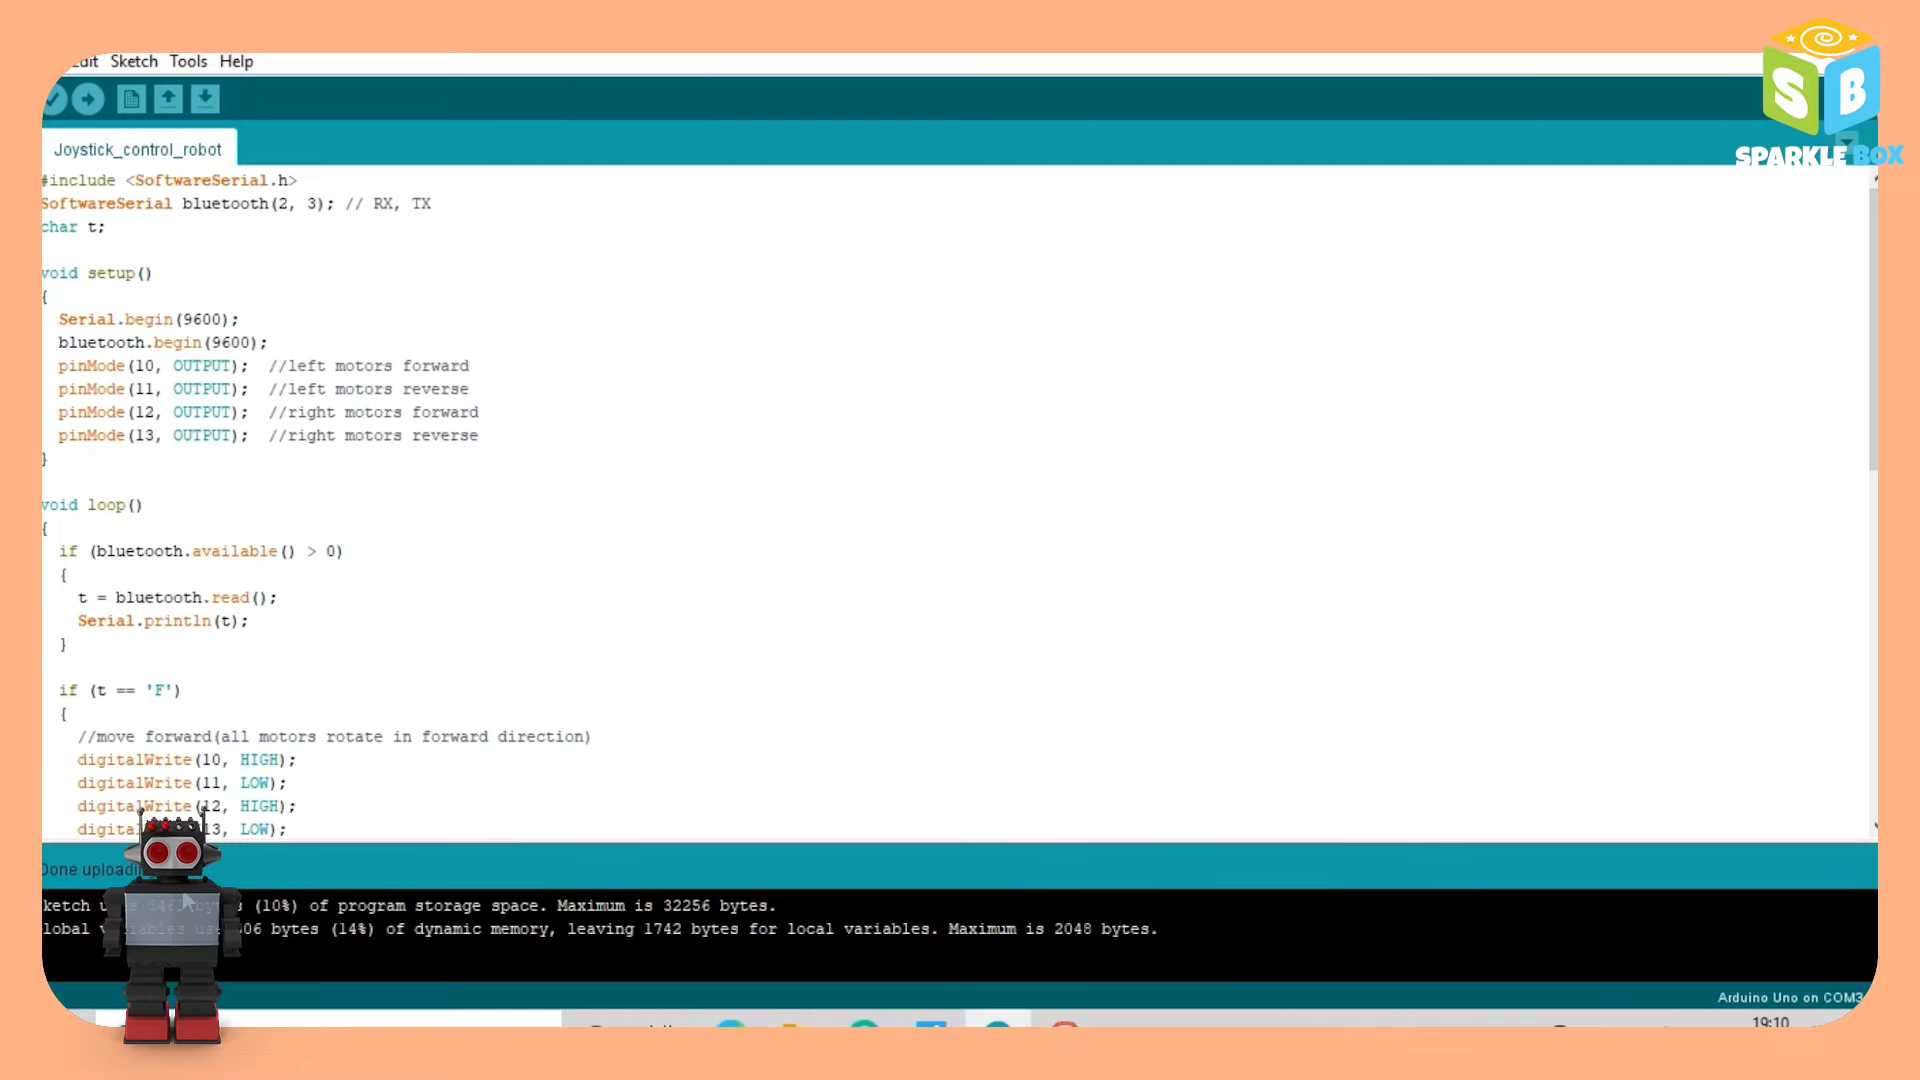 Edit Sketch Tools Help
SB
SPARKLE BOX
Joystick_control_robot
#include <SoftwareSerial.h>
SoftwareSerial bluetooth(2, 3); // RX, TX
char t;
void setup()
{
Serial.begin(9600);
bluetooth.begin(9600);
pinMode(10, OUTPUT); //left motors forward
pinMode(11, OUTPUT); //left motors reverse
pinMode(12, OUTPUT); //right motors forward
pinMode(13, OUTPUT); //right motors reverse
}
void loop()
{
if (bluetooth.available() > 0)
{
t = bluetooth.read();
Serial.println(t);
}
if (t == 'F')
{
//move forward(all motors rotate in forward direction)
digitalWrite(10, HIGH);
digitalWrite(11, LOW);
digitalWrite(12, HIGH);
digital 13, LOW);
Done uploadi
ketch (10%) of program storage space. Maximum is 32256 bytes.
lobal 06 bytes (14%) of dynamic memory, leaving 1742 bytes for local variables. Maximum is 2048 bytes.
Arduino Uno on COM3
19:10